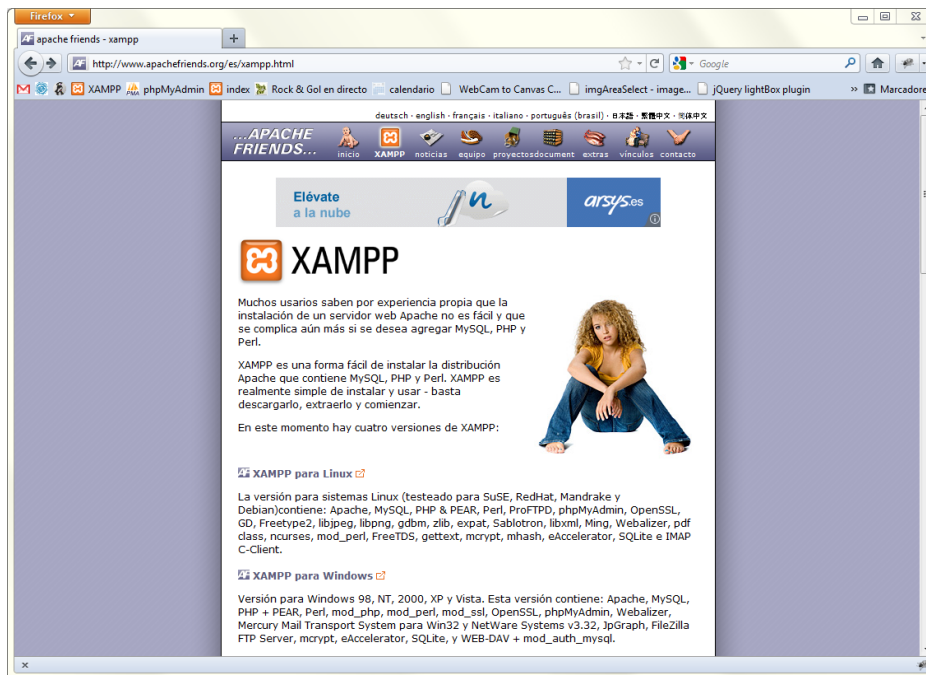 Firefox
apache friends - xampp
http://www.apachefriends.org/es/xampp.html
Google
XAMPP phpMyAdmin index Rock & Gol en directo calendario WebCam to Canvas C... imgAreaSelect - image... jQuery lightBox plugin » Marcadore
deutsch · english · français · italiano · português (brasil) · 日本語 · 繁體中文 · 简体中文
...APACHE
FRIENDS...
inicio XAMPP noticias equipo proyectos document extras vínculos contacto
Elévate
a la nube
n
arsys.es
XAMPP
Muchos usarios saben por experiencia propia que la
instalación de un servidor web Apache no es fácil y que
se complica aún más si se desea agregar MySQL, PHP y
Perl.
XAMPP es una forma fácil de instalar la distribución
Apache que contiene MySQL, PHP y Perl. XAMPP es
realmente simple de instalar y usar - basta
descargarlo, extraerlo y comienzar.
En este momento hay cuatro versiones de XAMPP:
AF XAMPP para Linux
La versión para sistemas Linux (testeado para SuSE, RedHat, Mandrake y
Debian)contiene: Apache, MySQL, PHP & PEAR, Perl, ProFTPD, phpMyAdmin, OpenSSL,
GD, Freetype2, libjpeg, libpng, gdbm, zlib, expat, Sablotron, libxml, Ming, Webalizer, pdf
class, ncurses, mod_perl, FreeTDS, gettext, mcrypt, mhash, eAccelerator, SQLite e IMAP
C-Client.
AF XAMPP para Windows
Versión para Windows 98, NT, 2000, XP y Vista. Esta versión contiene: Apache, MySQL,
PHP + PEAR, Perl, mod_php, mod_perl, mod_ssl, OpenSSL, phpMyAdmin, Webalizer,
Mercury Mail Transport System para Win32 y NetWare Systems v3.32, JpGraph, FileZilla
FTP Server, mcrypt, eAccelerator, SQLite, y WEB-DAV + mod_auth_mysql.